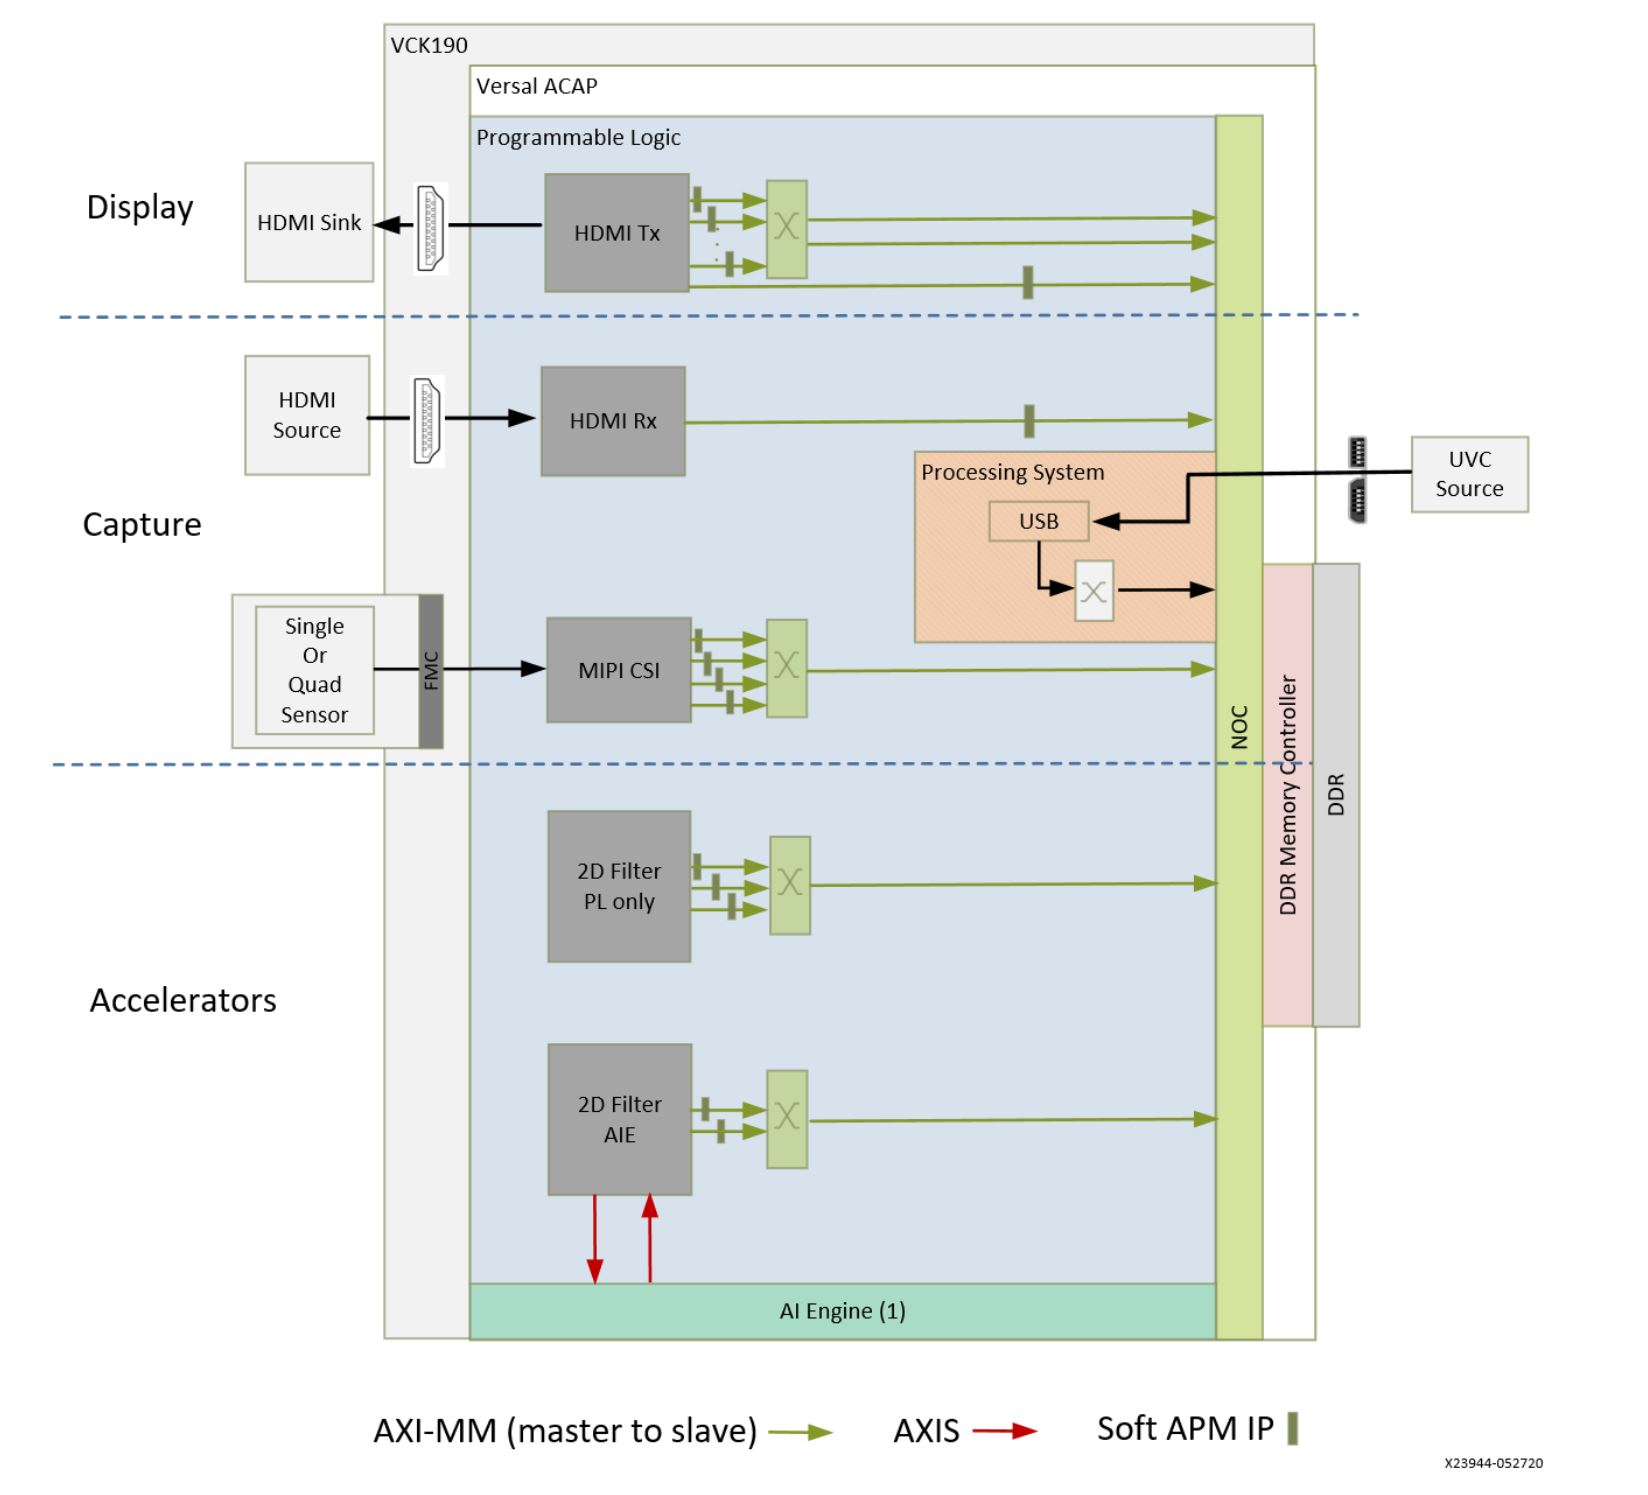 VCK190
Versal ACAP
Programmable Logic
Display
HDMI Sink
HDMI Tx
HDMI
Source
HDMI Rx
Processing System
USB
UVC
Source
Capture
Single
Or
Quad
Sensor
FMC
MIPI CSI
NOC
DDR Memory Controller
DDR
2D Filter
PL only
Accelerators
2D Filter
AIE
AI Engine (1)
AXI-MM (master to slave)
AXIS
Soft APM IP
X23944-052720